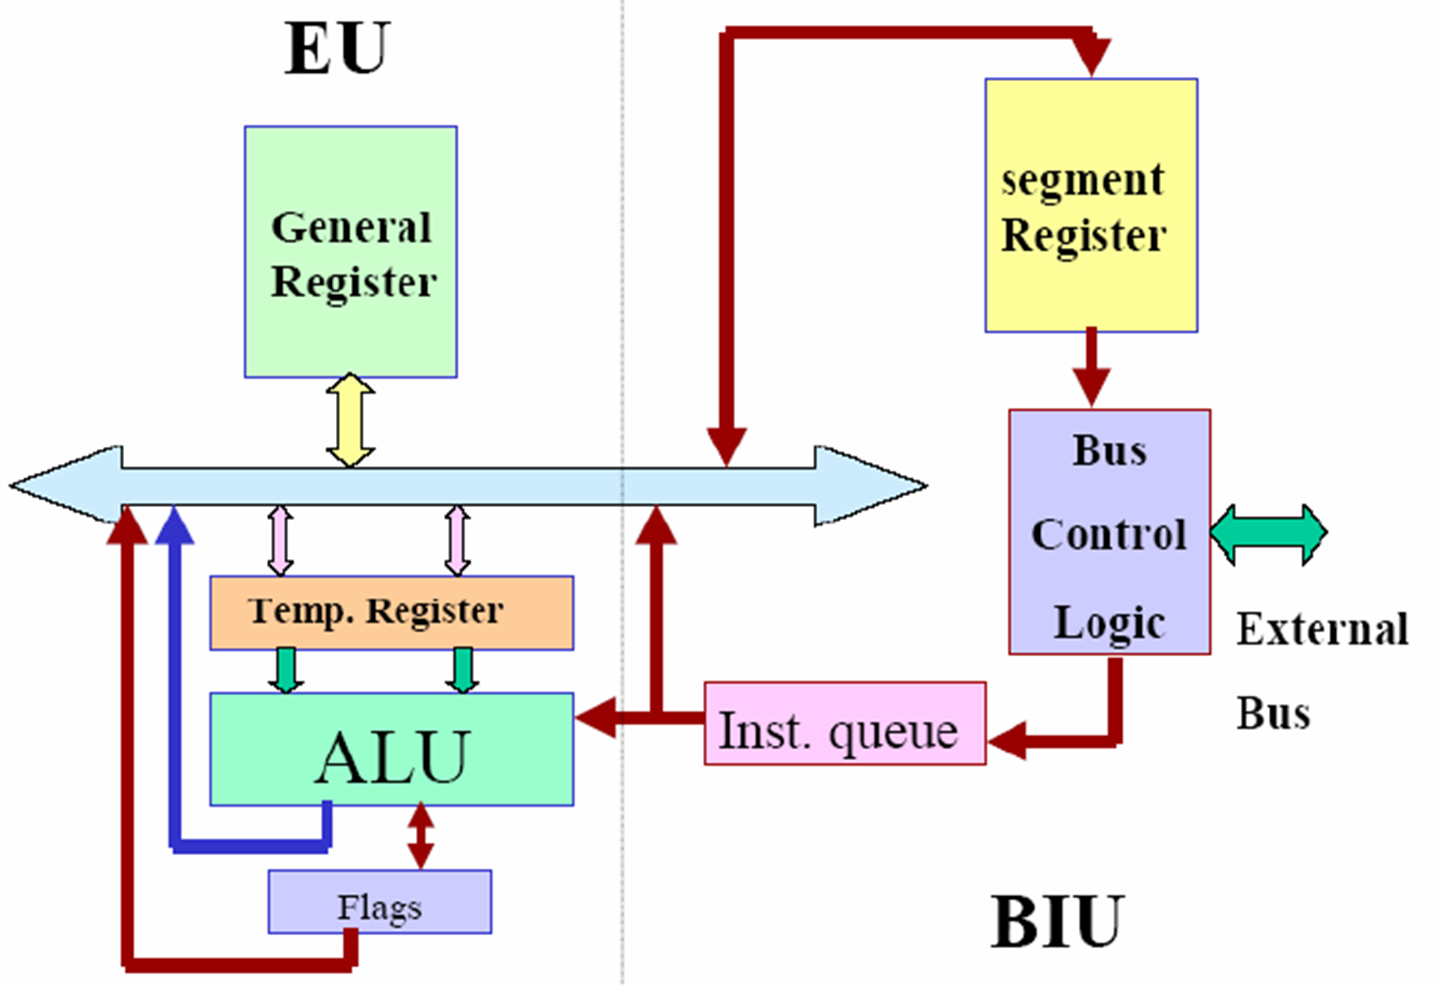 EU
General
Register
segment
Register
Bus
Control
Logic
External
Bus
Temp. Register
ALU
Inst. queue
Flags
BIU